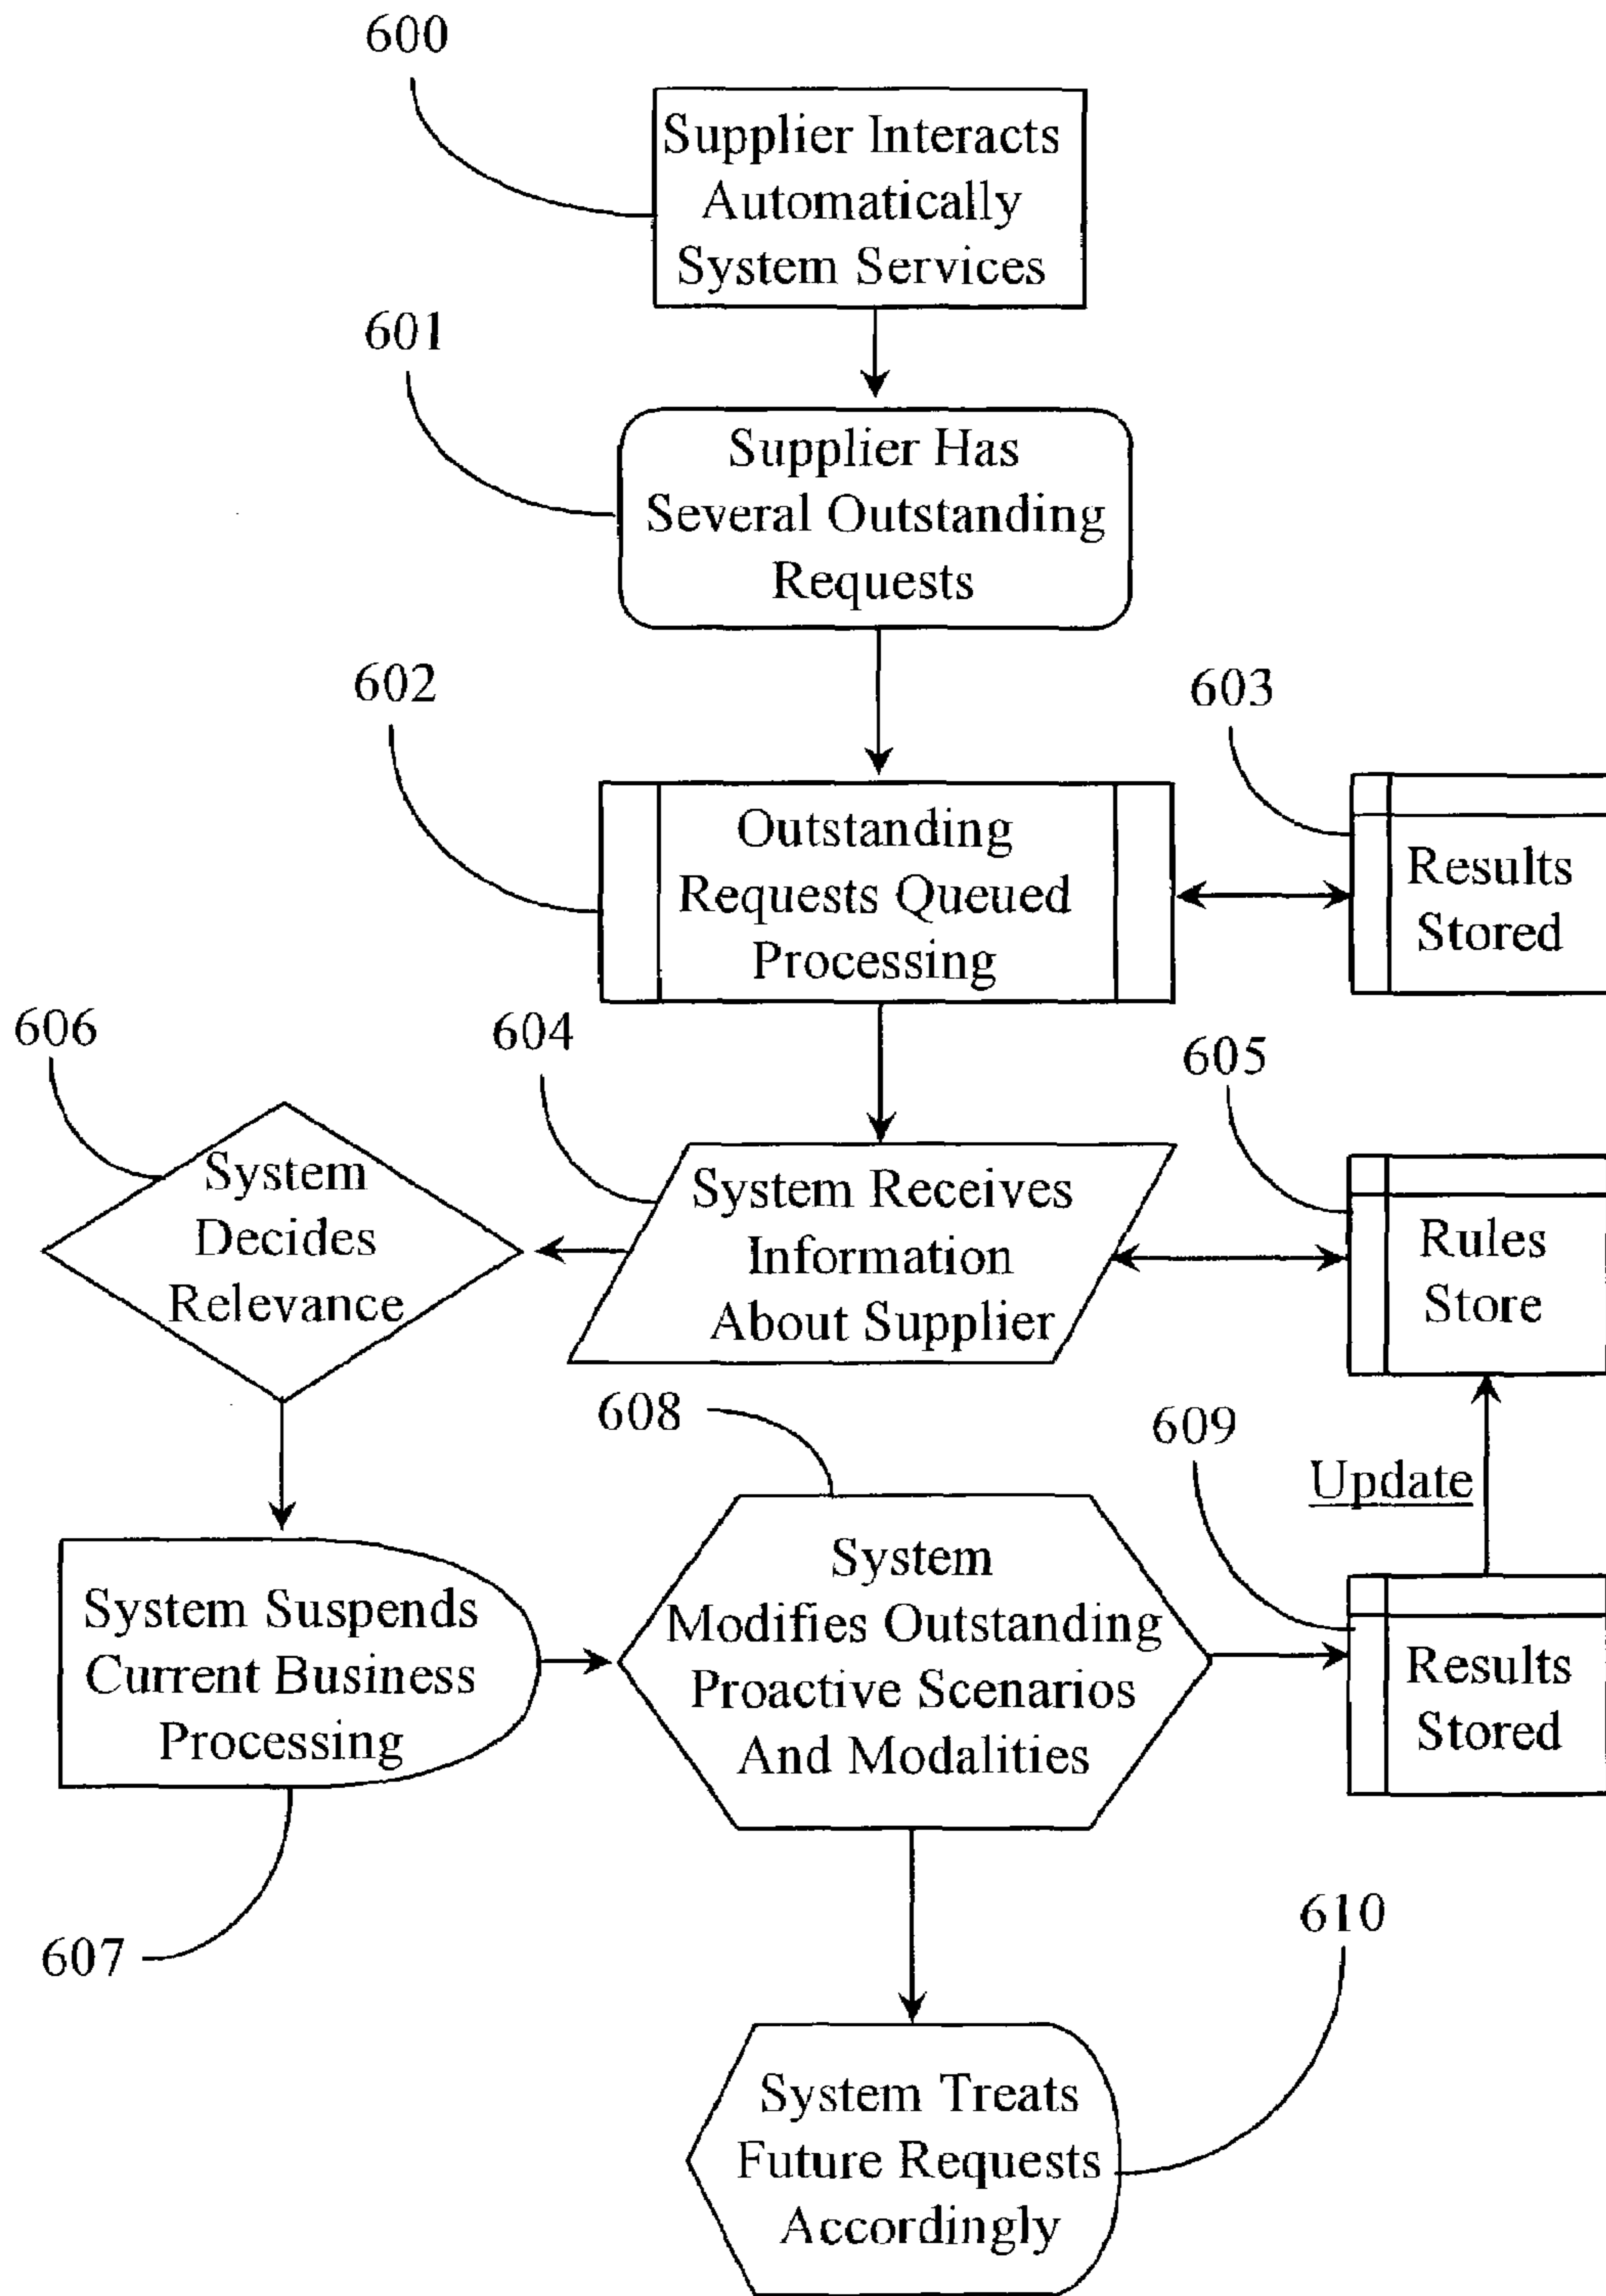 600
Supplier Interacts
Automatically
System Services
601
Supplier Has
Several Outstanding
Requests
602
Outstanding
Requests Queued
Processing
603
Results
Stored
604
System Receives
Information
About Supplier
605
Rules
Store
606
System
Decides
Relevance
607
System Suspends
Current Business
Processing
608
System
Modifies Outstanding
Proactive Scenarios
And Modalities
609
Results
Stored
Update
610
System Treats
Future Requests
Accordingly